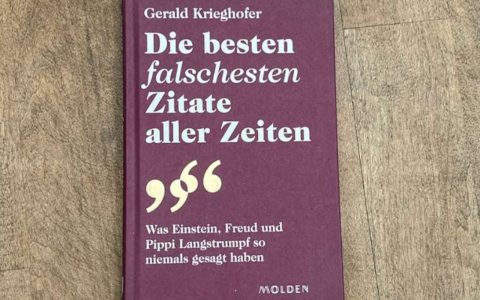 Gerald Krieghofer
Die besten
falschesten
Zitate
aller Zeiten
Was Einstein, Freud und
Pippi Langstrumpf so
niemals gesagt haben
MOLDEN